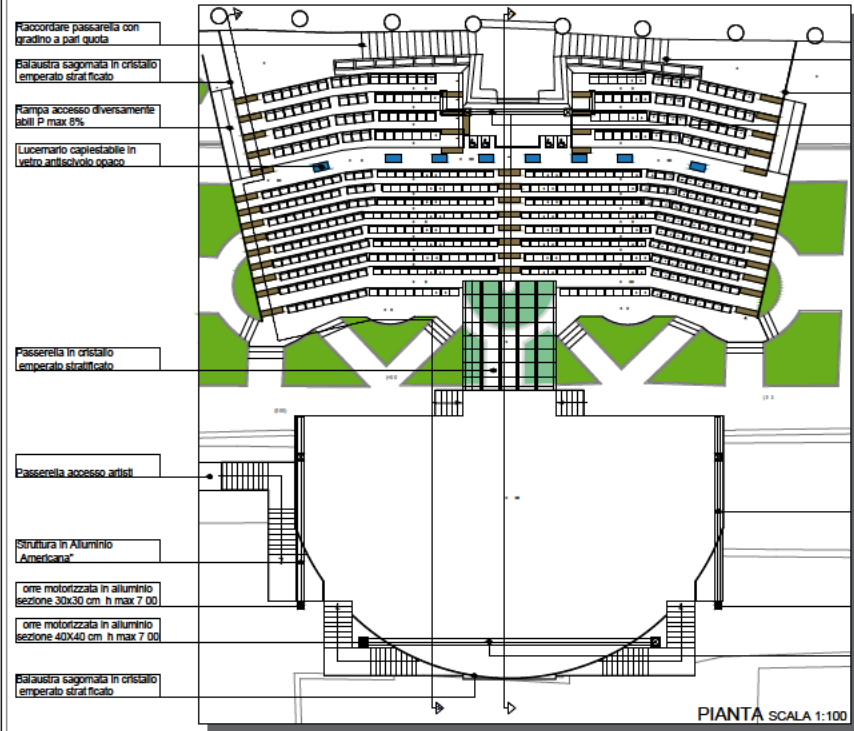 Raccordare passarella con
gradino a pari quota
Balaustra sagomata in cristallo
emperato strat ficato
Rampa accesso diversamente
abili P max 8%
Lucernario caplestabile in
vetro antiscivolo opaco
Passerella in cristallo
emperato stratificato
Passerella accesso artisti
Struttura in Alluminio
Americana"
orre motorizzata in alluminio
sezione 30x30 cm h max 7 00
orre motorizzata in alluminio
sezione 40X40 cm h max 7 00
Balaustra sagomata in cristallo
emperato strat ficato
PIANTA SCALA 1:100